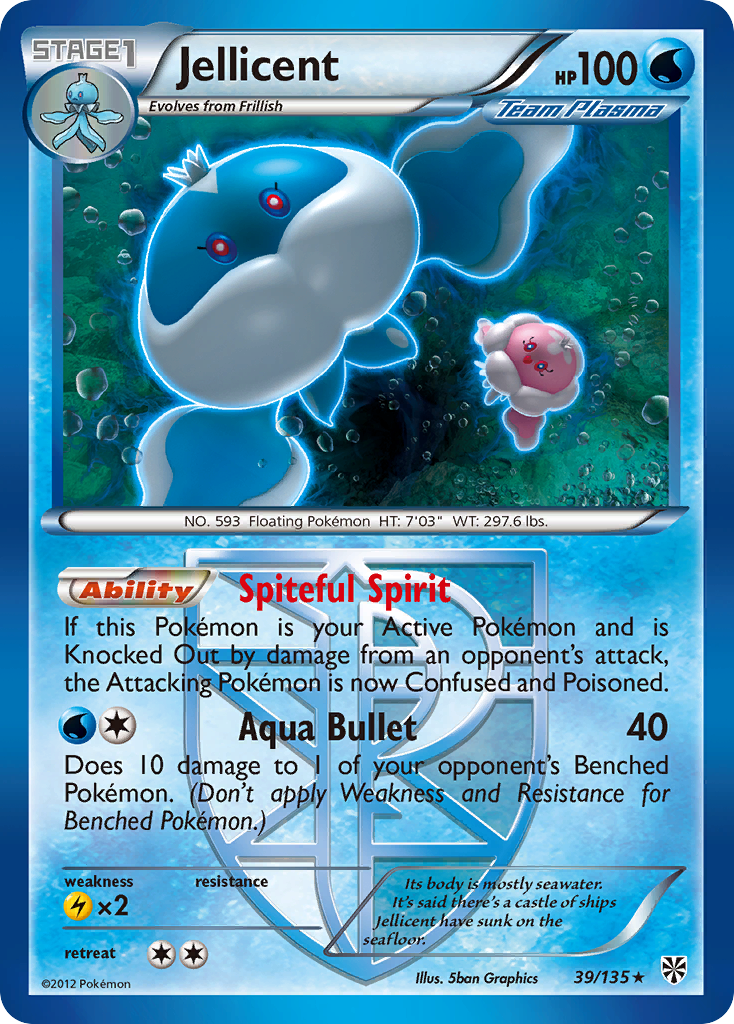 STAGE1
Jellicent
HP100
Evolves from Frillish
Team Plasma
NO. 593 Floating Pokémon HT: 7'03" WT: 297.6 lbs.
Ability Spiteful Spirit
If this Pokémon is your Active Pokémon and is
Knocked Out by damage from an opponent's attack,
the Attacking Pokémon is now Confused and Poisoned.
Aqua Bullet 40
Does 10 damage to 1 of your opponent's Benched
Pokémon. (Don't apply Weakness and Resistance for
Benched Pokémon.)
weakness resistance
×2
retreat
Its body is mostly seawater.
It's said there's a castle of ships
Jellicent have sunk on the
seafloor.
©2012 Pokémon
Illus. 5ban Graphics
39/135★